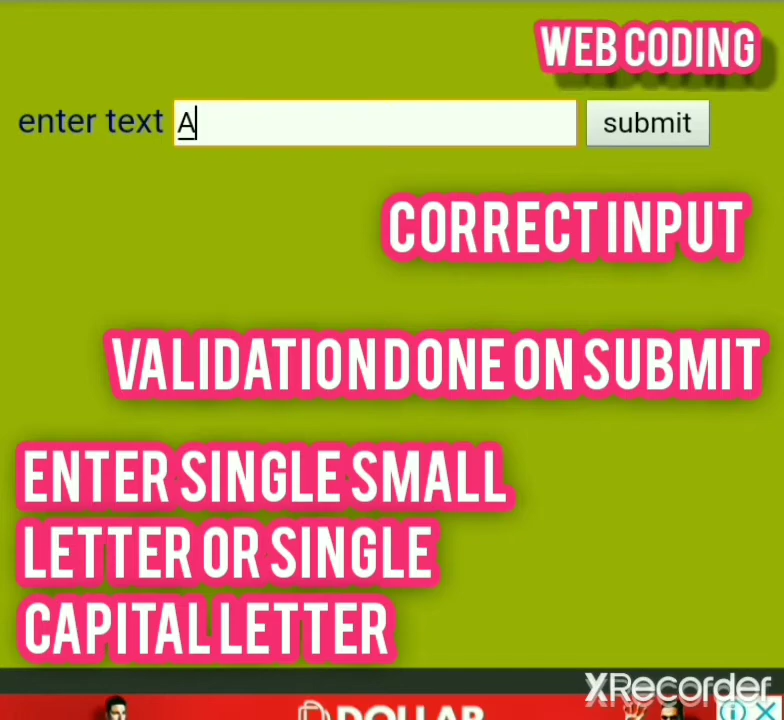 WEB CODING
enter text A submit
CORRECT INPUT
VALIDATION DONE ON SUBMIT
ENTER SINGLE SMALL
LETTER OR SINGLE
CAPITAL LETTER
XRecorder
DOLLAR